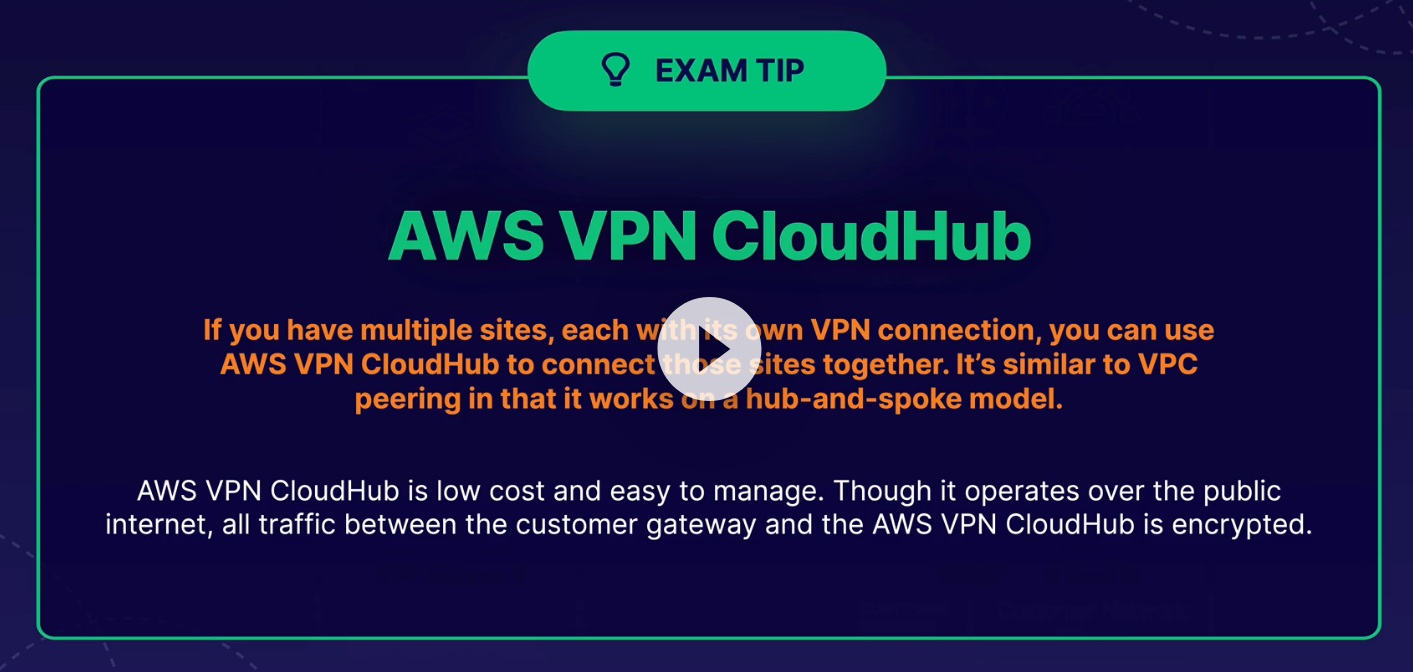 EXAM TIP
AWS VPN CloudHub
If you have multiple sites, each with its own VPN connection, you can use
AWS VPN CloudHub to connect those sites together. It’s similar to VPC
peering in that it works on a hub-and-spoke model.
AWS VPN CloudHub is low cost and easy to manage. Though it operates over the public
internet, all traffic between the customer gateway and the AWS VPN CloudHub is encrypted.